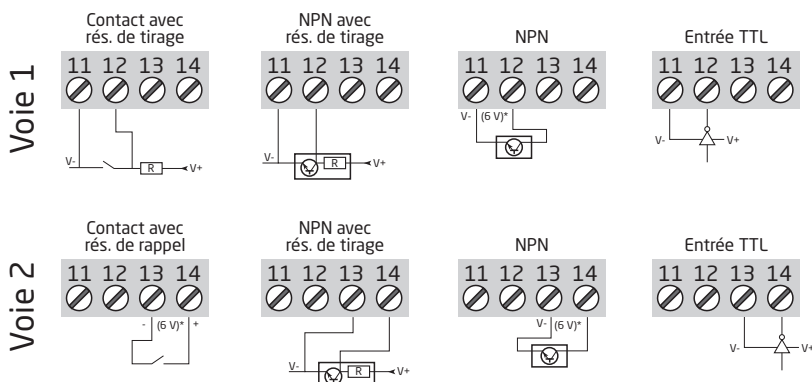 Voie 1
Contact avec
rés. de tirage
11 12 13 14
V-
R
V+
NPN avec
rés. de tirage
11 12 13 14
V-
R
V+
NPN
11 12 13 14
V- (6 V)*
Entrée TTL
11 12 13 14
V-
V+
Voie 2
Contact avec
rés. de rappel
11 12 13 14
- (6 V)* +
NPN avec
rés. de tirage
11 12 13 14
V-
R
V+
NPN
11 12 13 14
V- (6 V)*
Entrée TTL
11 12 13 14
V-
V+